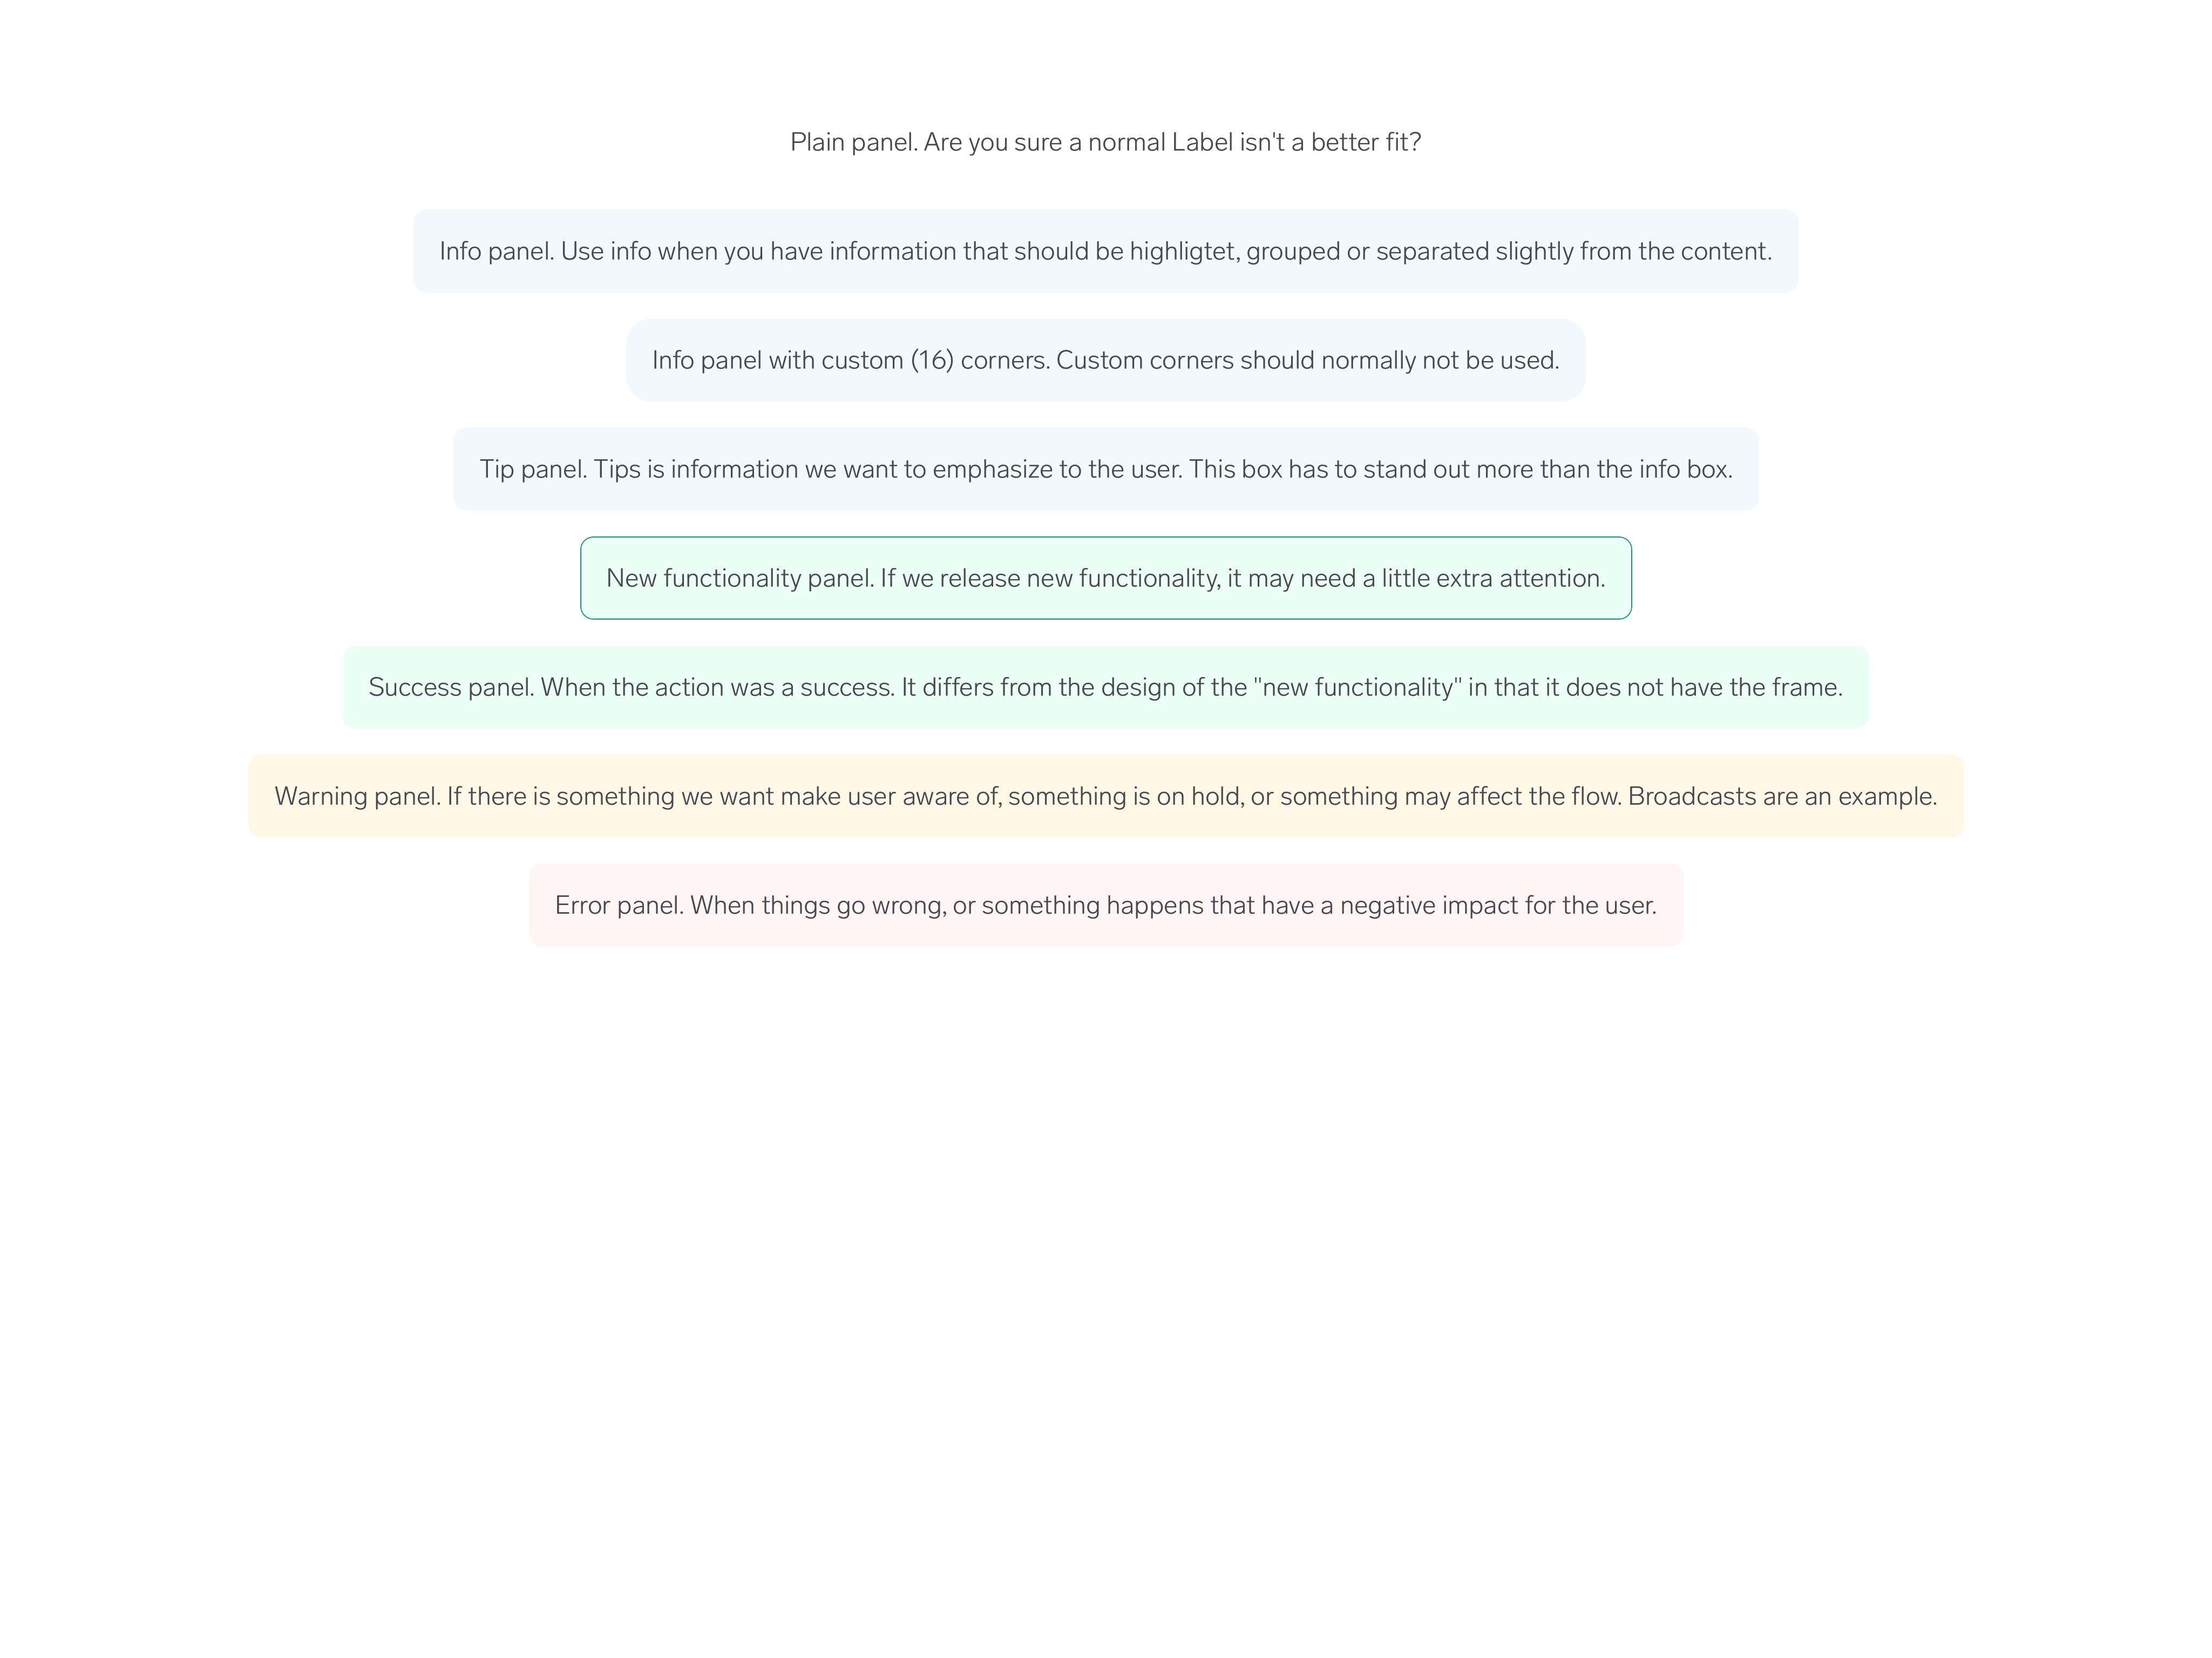 Plain panel. Are you sure a normal Label isn't a better fit?
Info panel. Use info when you have information that should be highligtet, grouped or separated slightly from the content.
Info panel with custom (16) corners. Custom corners should normally not be used.
Tip panel. Tips is information we want to emphasize to the user. This box has to stand out more than the info box.
New functionality panel. If we release new functionality, it may need a little extra attention.
Success panel. When the action was a success. It differs from the design of the "new functionality" in that it does not have the frame.
Warning panel. If there is something we want make user aware of, something is on hold, or something may affect the flow. Broadcasts are an example.
Error panel. When things go wrong, or something happens that have a negative impact for the user.